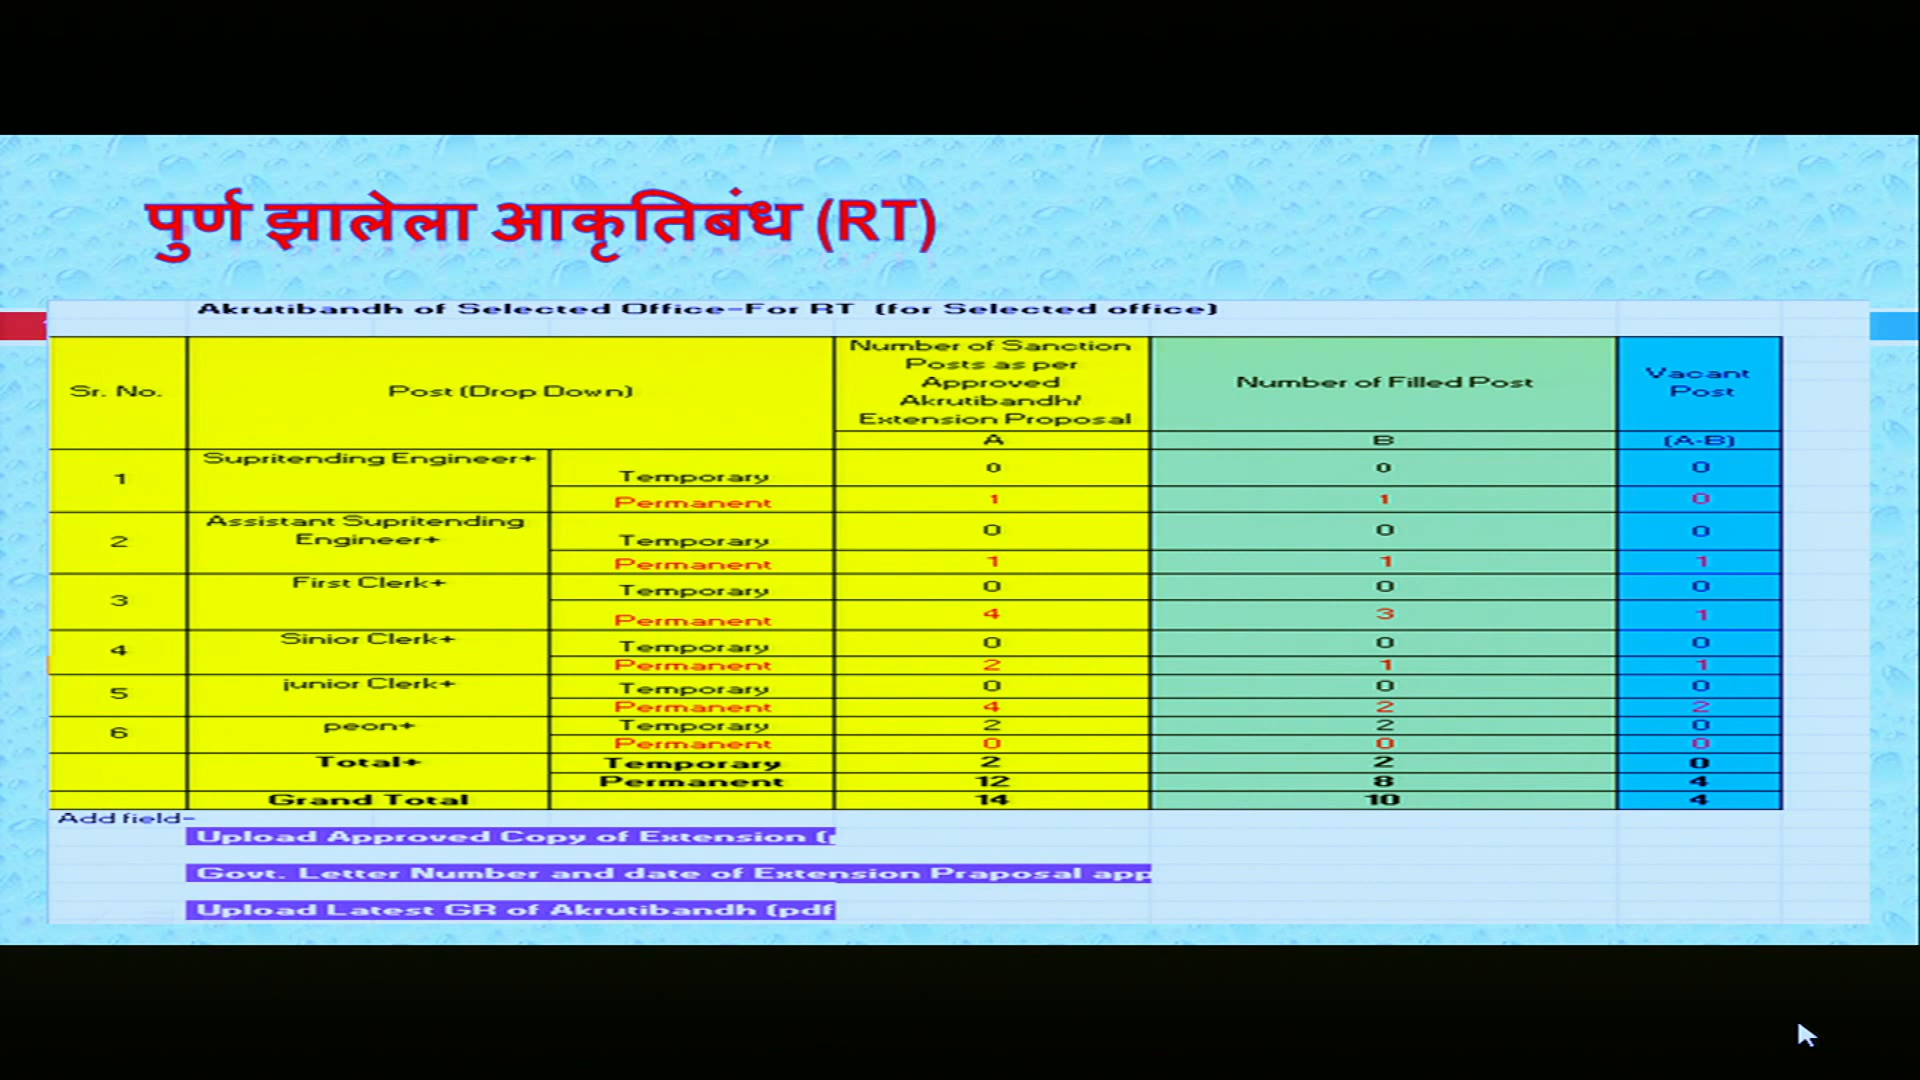 पुर्ण झालेला आकृतिबंध (RT)
Akrutibandh of Selected Office-For RT (for Selected office)
Sr. No. Post (Drop Down) Number of Sanction Posts as per Approved Akrutibandh/ Extension Proposal Number of Filled Post Vacant Post
A B (A-B)
1 Supritending Engineer+ Temporary 0 0 0
Permanent 1 1 0
2 Assistant Supritending Engineer+ Temporary 0 0 0
Permanent 1 1 1
3 First Clerk+ Temporary 0 0 0
Permanent 4 3 1
4 Sinior Clerk+ Temporary 0 0 0
Permanent 2 1 1
5 junior Clerk+ Temporary 0 0 0
Permanent 4 2 2
6 peon+ Temporary 2 2 0
Permanent 0 0 0
Total+ Temporary 2 2 0
Permanent 12 8 4
Grand Total 14 10 4
Add field-
Upload Approved Copy of Extension (
Govt. Letter Number and date of Extension Praposal app
Upload Latest GR of Akrutibandh (pdf